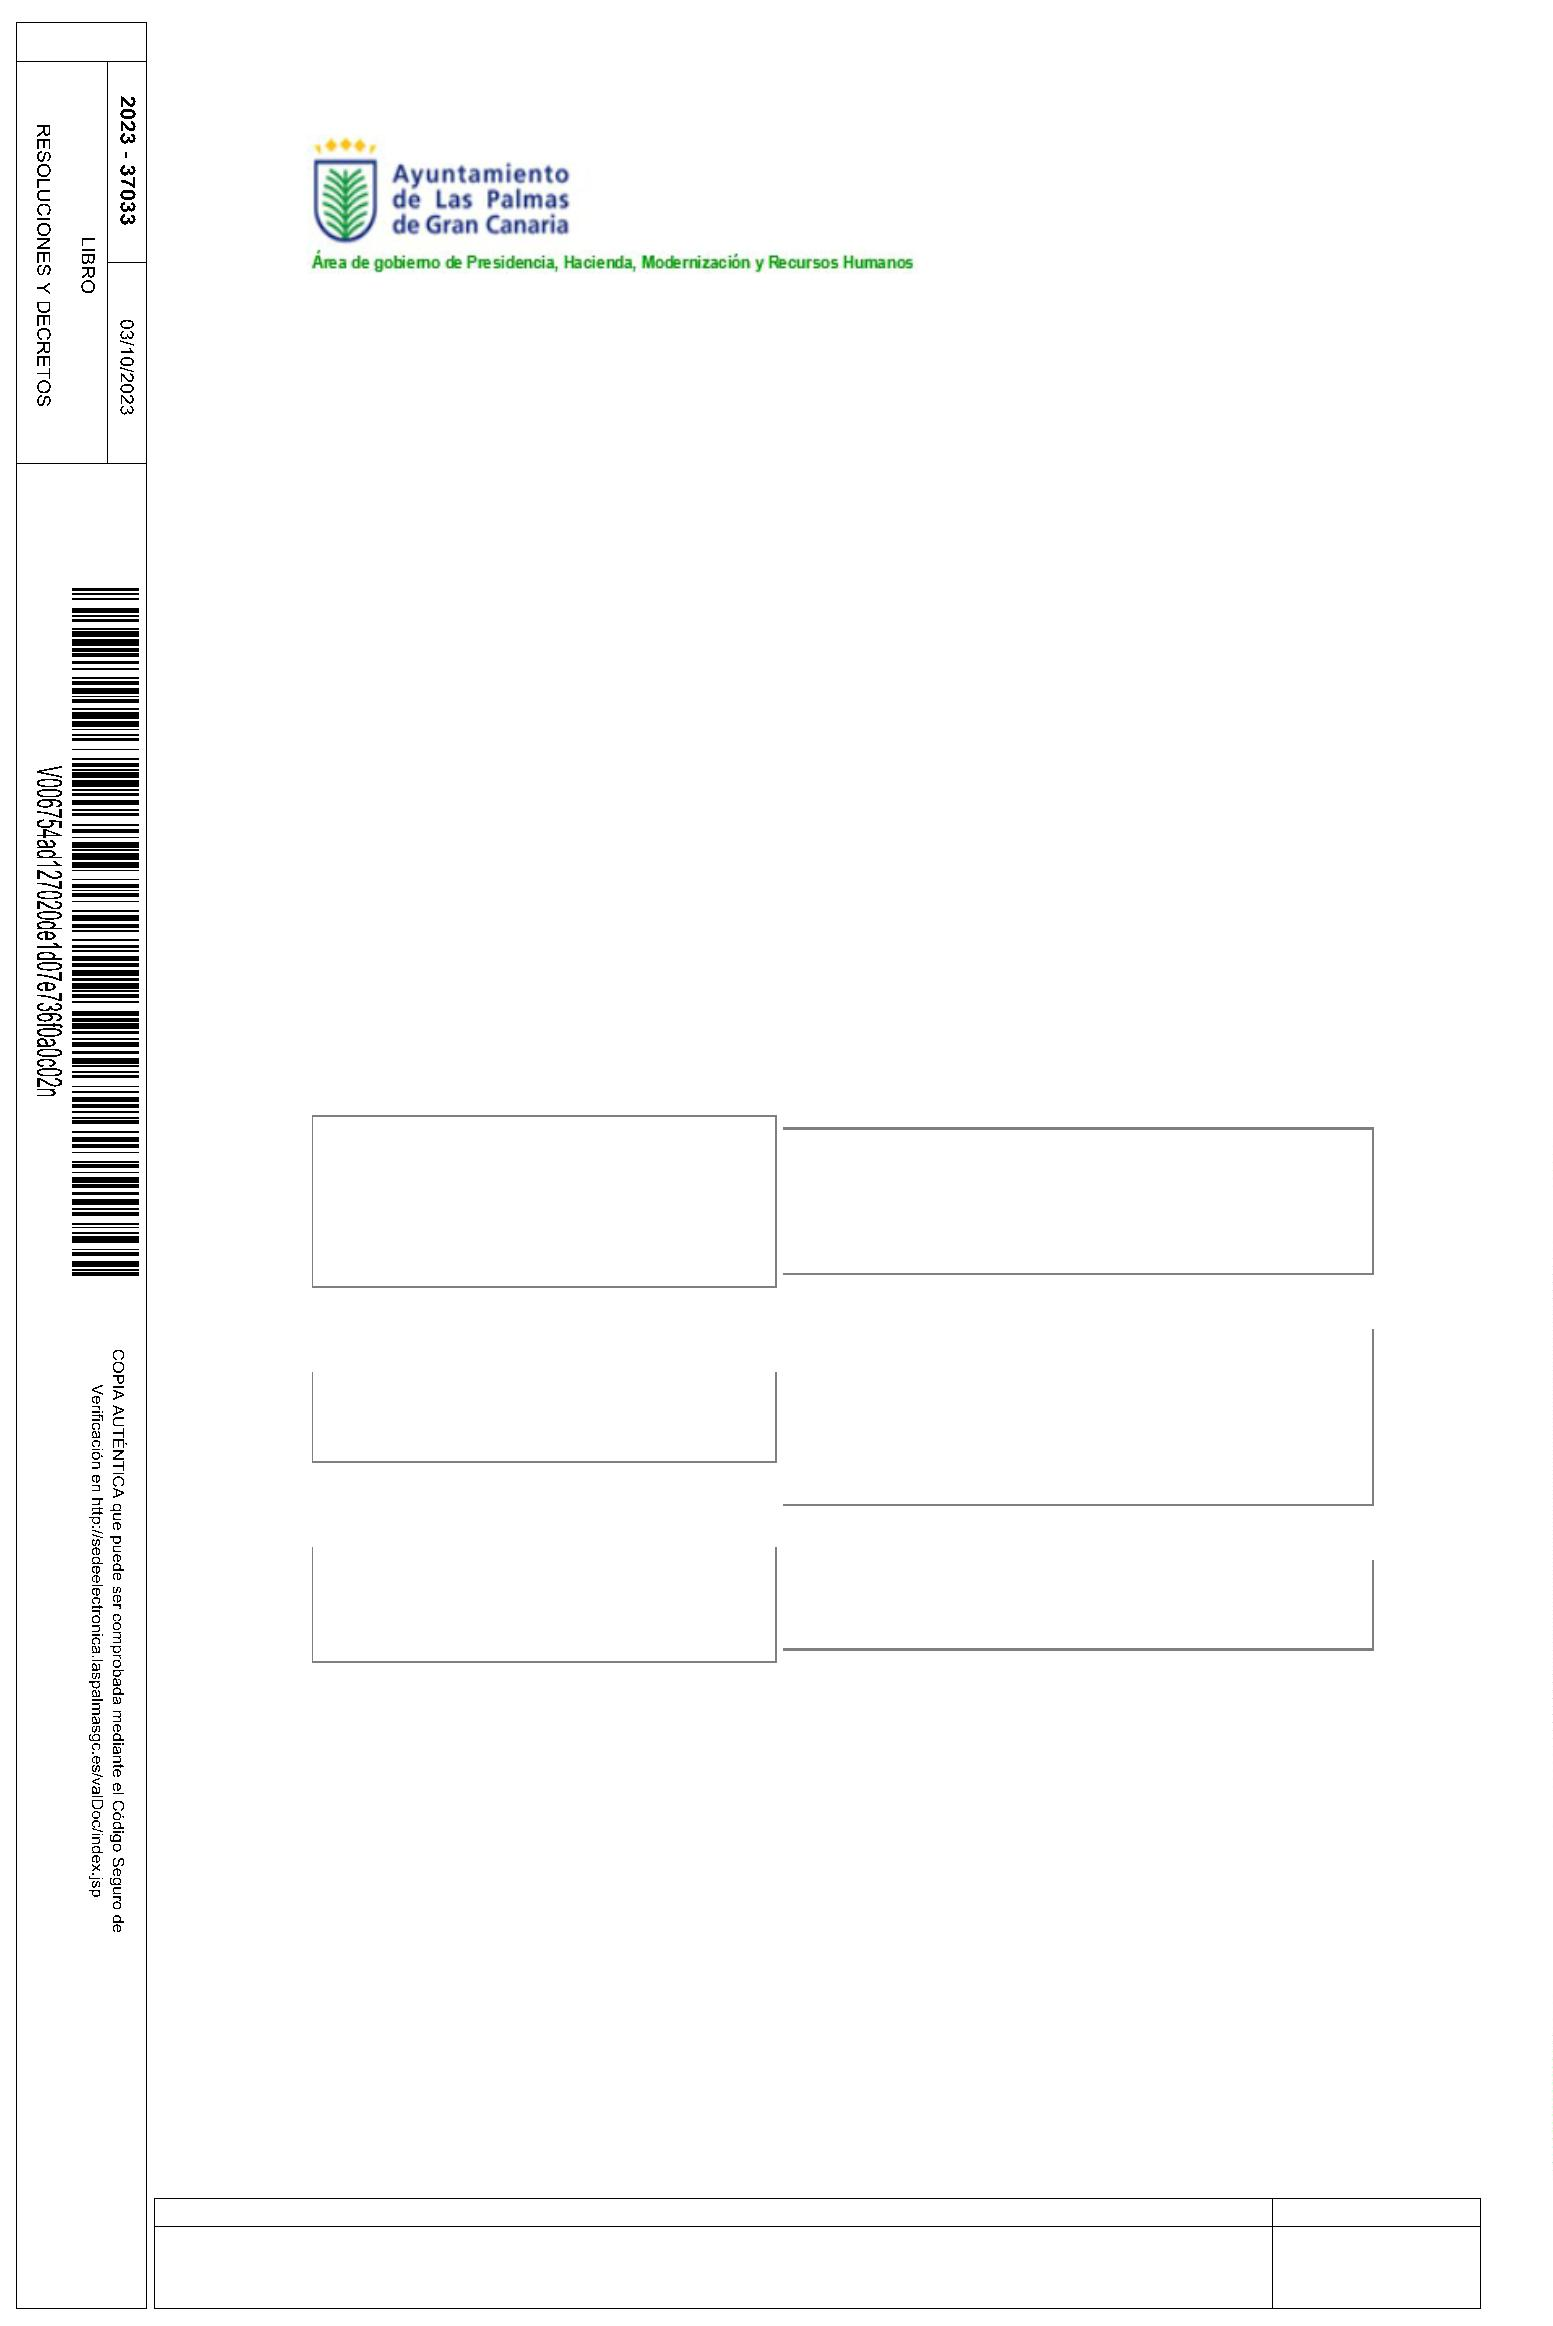 2023 - 37033
03/10/2023
LIBRO
RESOLUCIONES Y DECRETOS
V006754ad127020de1d07e736f0a0c02n
COPIA AUTÉNTICA que puede ser comprobada mediante el Código Seguro de
Verificación en http://sedeelectronica.laspalmasgc.es/valDoc/index.jsp
Ayuntamiento
de Las Palmas
de Gran Canaria
Área de gobierno de Presidencia, Hacienda, Modernización y Recursos Humanos